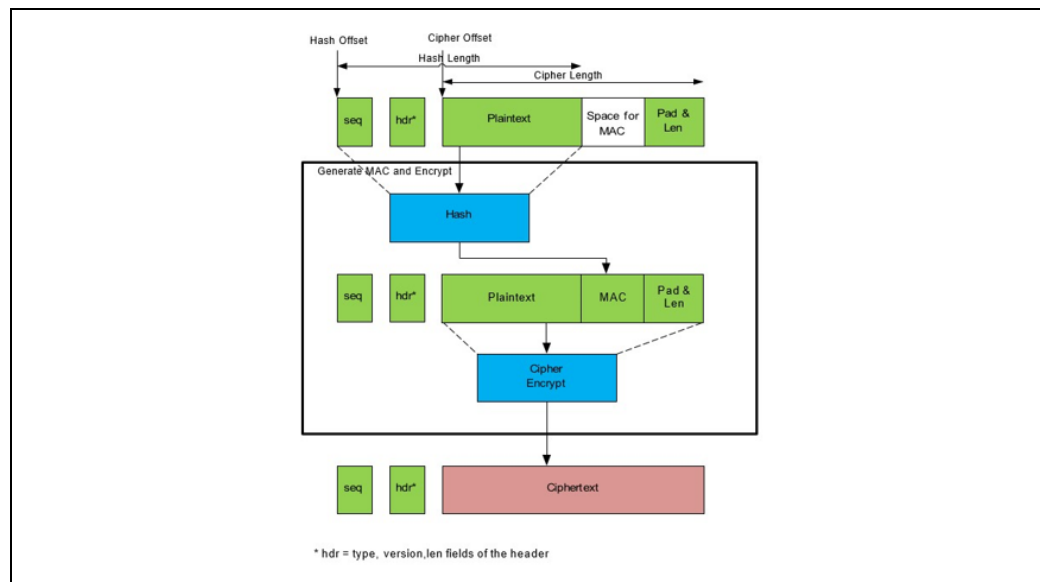 Hash Offset
Cipher Offset
Hash Length
Cipher Length
seq
hdr*
Plaintext
Space for
MAC
Pad &
Len
Generate MAC and Encrypt
Hash
seq
hdr*
Plaintext
MAC
Pad &
Len
Cipher
Encrypt
seq
hdr*
Ciphertext
* hdr = type, version,len fields of the header